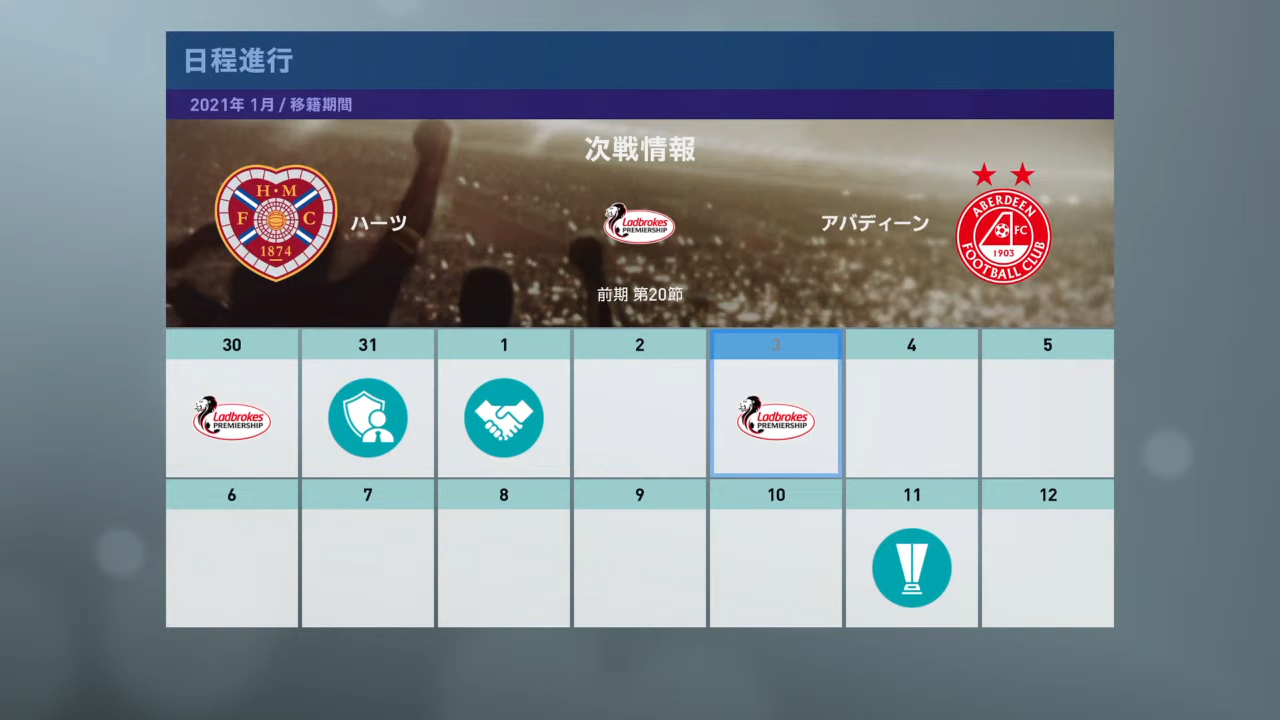 日程進行
2021年 1月 / 移籍期間
次戦情報
H・M
F C
1874
ハーツ
Ladbrokes
PREMIERSHIP
アバディーン
ABERDEEN
A FC
1903
FOOTBALL CLUB
前期 第20節
30 31 1 2 3 4 5
Ladbrokes
PREMIERSHIP
Ladbrokes
PREMIERSHIP
6 7 8 9 10 11 12